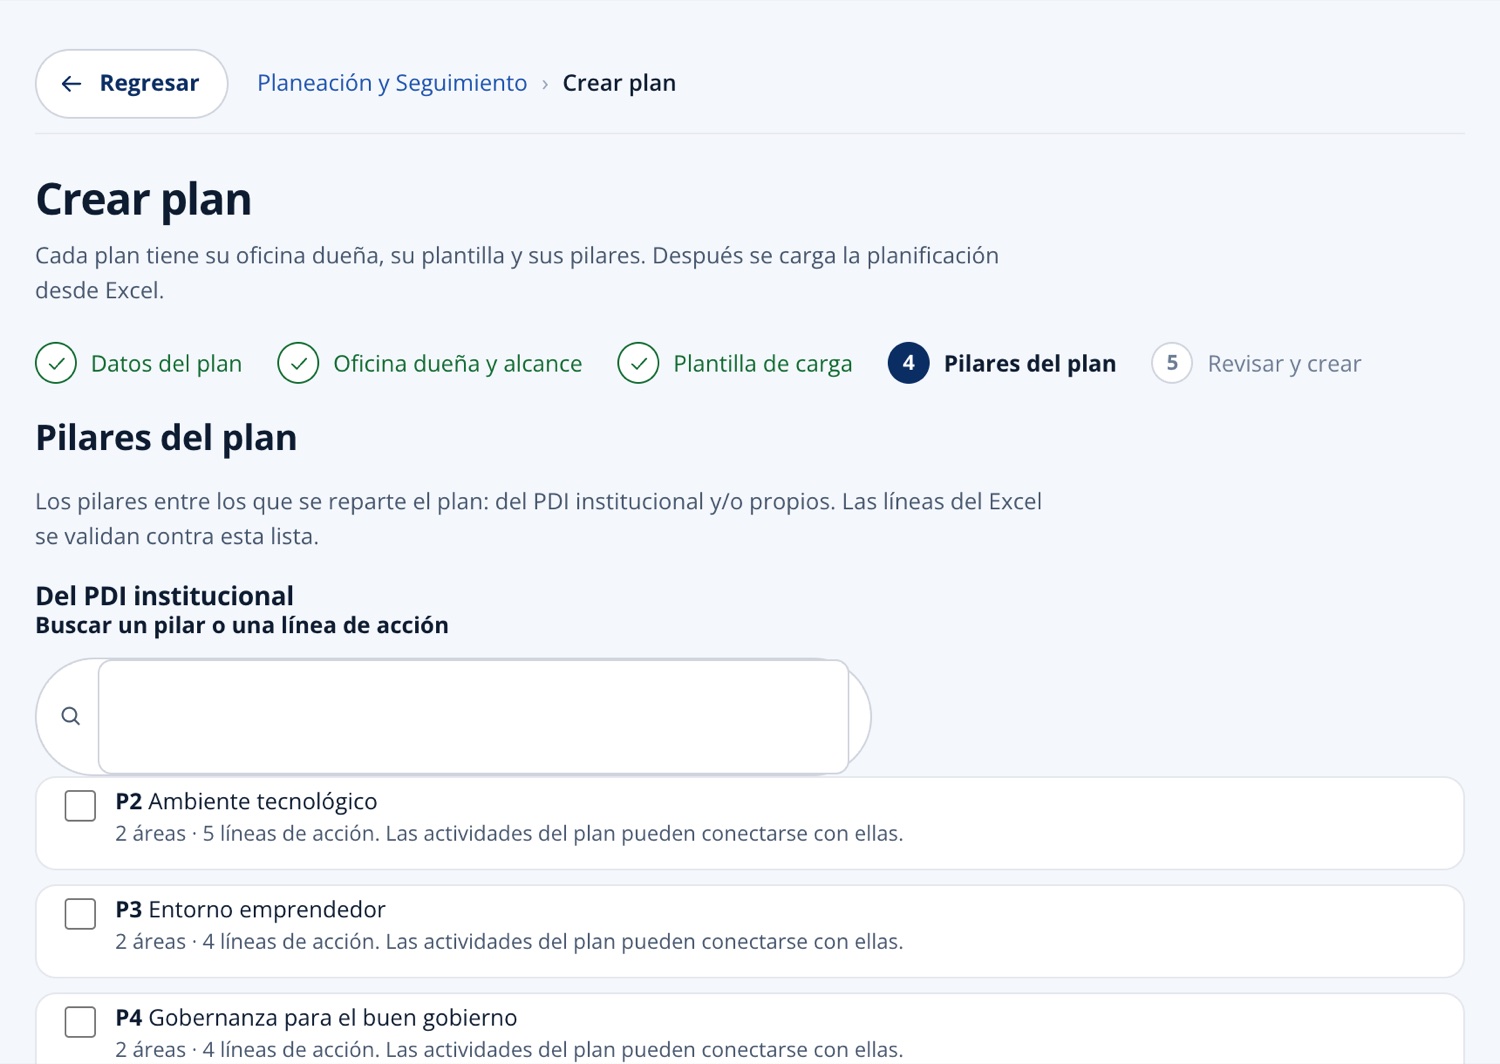 ← Regresar
Planeación y Seguimiento › Crear plan
Crear plan
Cada plan tiene su oficina dueña, su plantilla y sus pilares. Después se carga la planificación
desde Excel.
Datos del plan
Oficina dueña y alcance
Plantilla de carga
4 Pilares del plan
5 Revisar y crear
Pilares del plan
Los pilares entre los que se reparte el plan: del PDI institucional y/o propios. Las líneas del Excel
se validan contra esta lista.
Del PDI institucional
Buscar un pilar o una línea de acción
P2 Ambiente tecnológico
2 áreas · 5 líneas de acción. Las actividades del plan pueden conectarse con ellas.
P3 Entorno emprendedor
2 áreas · 4 líneas de acción. Las actividades del plan pueden conectarse con ellas.
P4 Gobernanza para el buen gobierno
2 áreas · 4 líneas de acción. Las actividades del plan pueden conectarse con ellas.